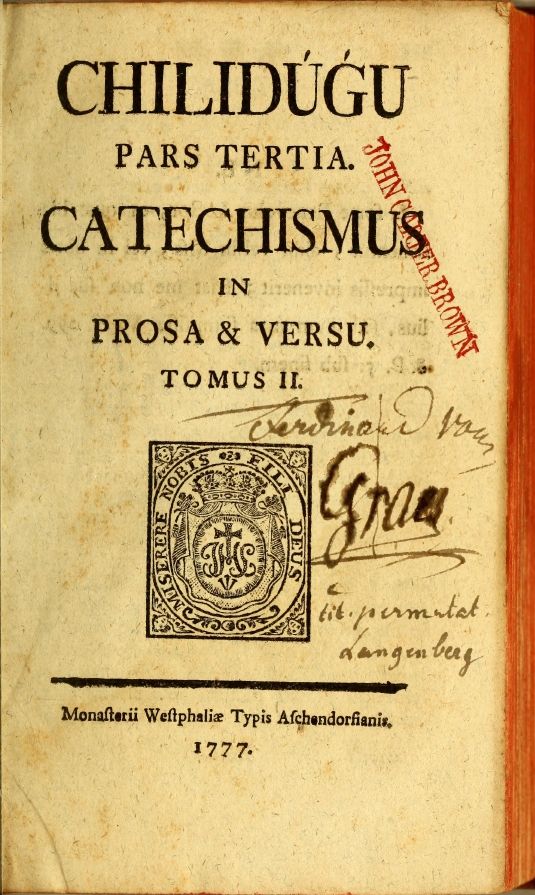 CHILIDÚǴU
PARS TERTIA.
CATECHISMUS
IN
PROSA & VERSU.
TOMUS II.
JOHN CARTER BROWN
Ferdinand von
Grau.
MISERERE NOBIS FILI DEUS
IHS
tit. permutat.
Langenberg
Monaſterii Weſtphaliæ Typis Aſchendorfianis.
1777.